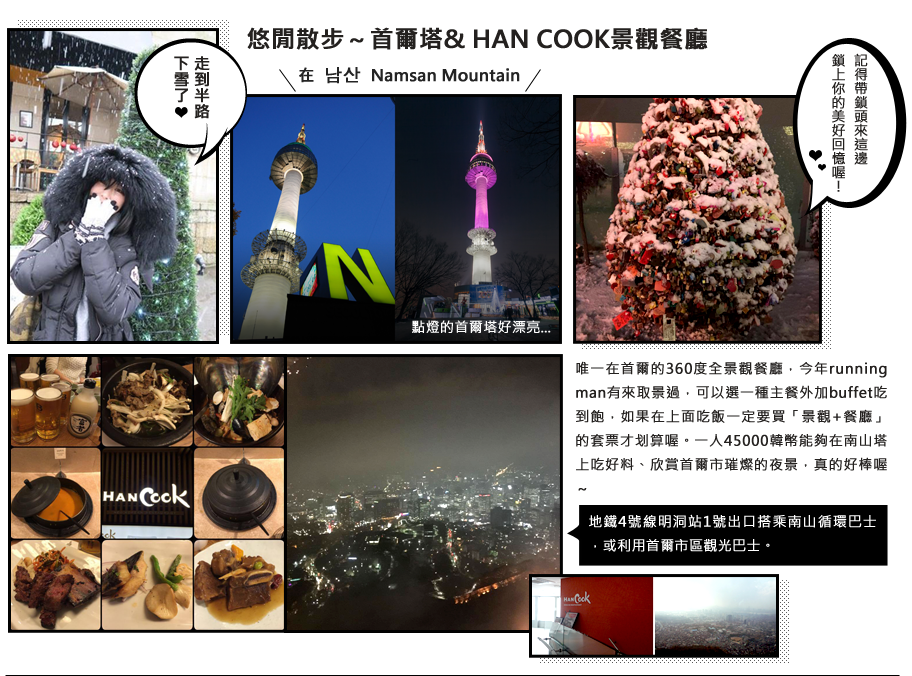 悠閒散步～首爾塔& HAN COOK景觀餐廳
在 남산 Namsan Mountain
走到半路
下雪了❤
記得帶鎖頭來這邊
鎖上你的美好回憶喔！
N
點燈的首爾塔好漂亮...
HANCOOK
唯一在首爾的360度全景觀餐廳，今年running
man有來取景過，可以選一種主餐外加buffet吃
到飽，如果在上面吃飯一定要買「景觀+餐廳」
的套票才划算喔。一人45000韓幣能夠在南山塔
上吃好料、欣賞首爾市璀燦的夜景，真的好棒喔
～
地鐵4號線明洞站1號出口搭乘南山循環巴士
，或利用首爾市區觀光巴士。
HANCOOK